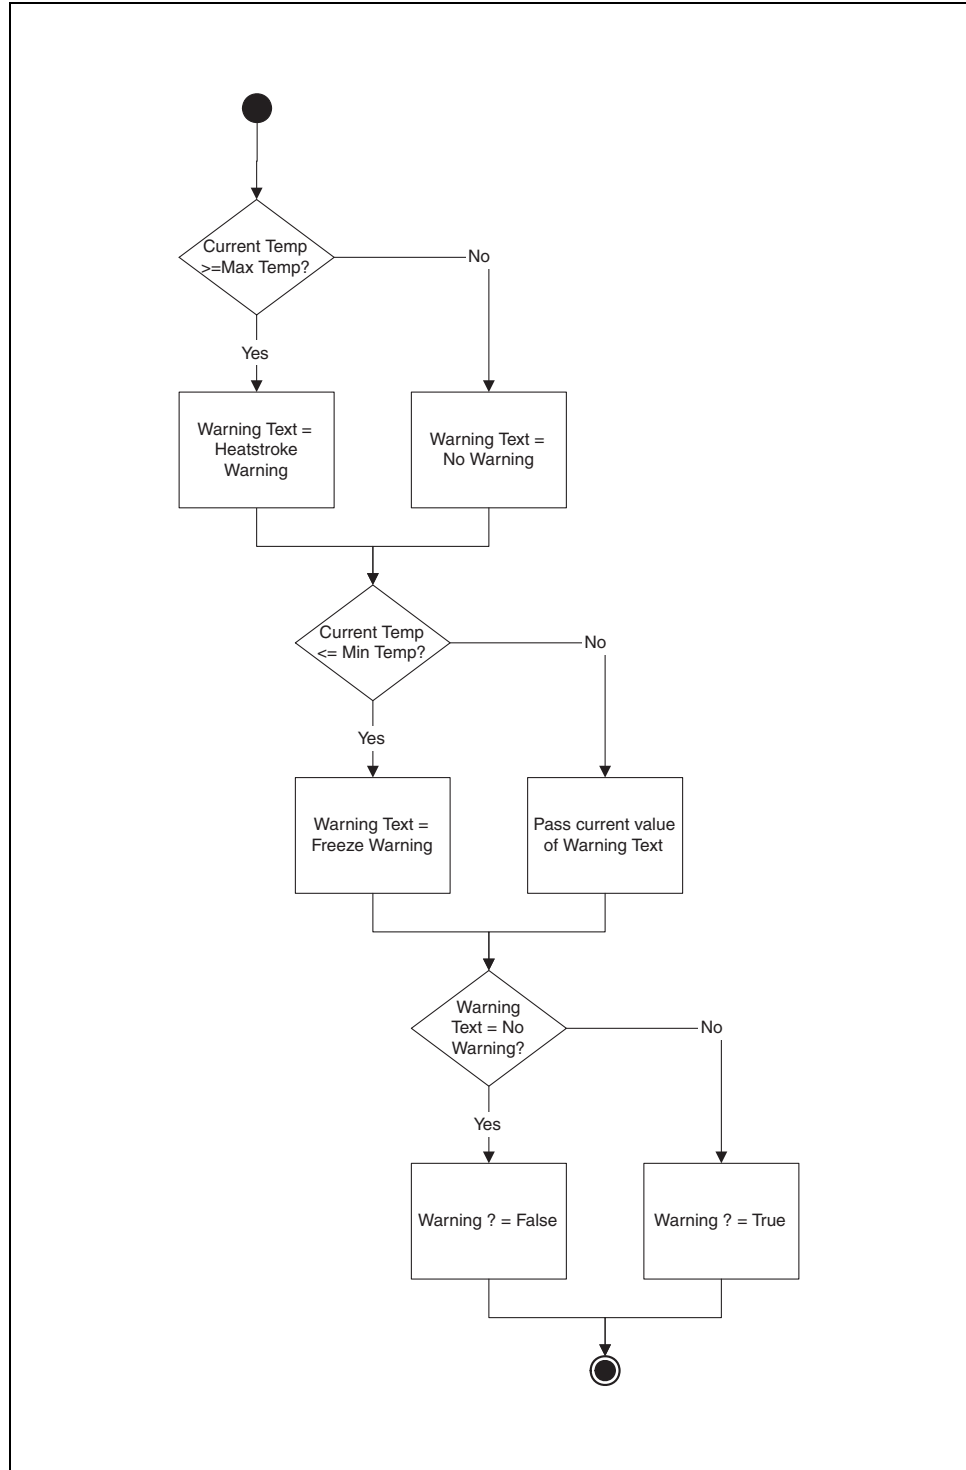 Current Temp
>=Max Temp?
No
Yes
Warning Text =
Heatstroke
Warning
Warning Text =
No Warning
Current Temp
<= Min Temp?
No
Yes
Warning Text =
Freeze Warning
Pass current value
of Warning Text
Warning
Text = No
Warning?
No
Yes
Warning ? = False
Warning ? = True